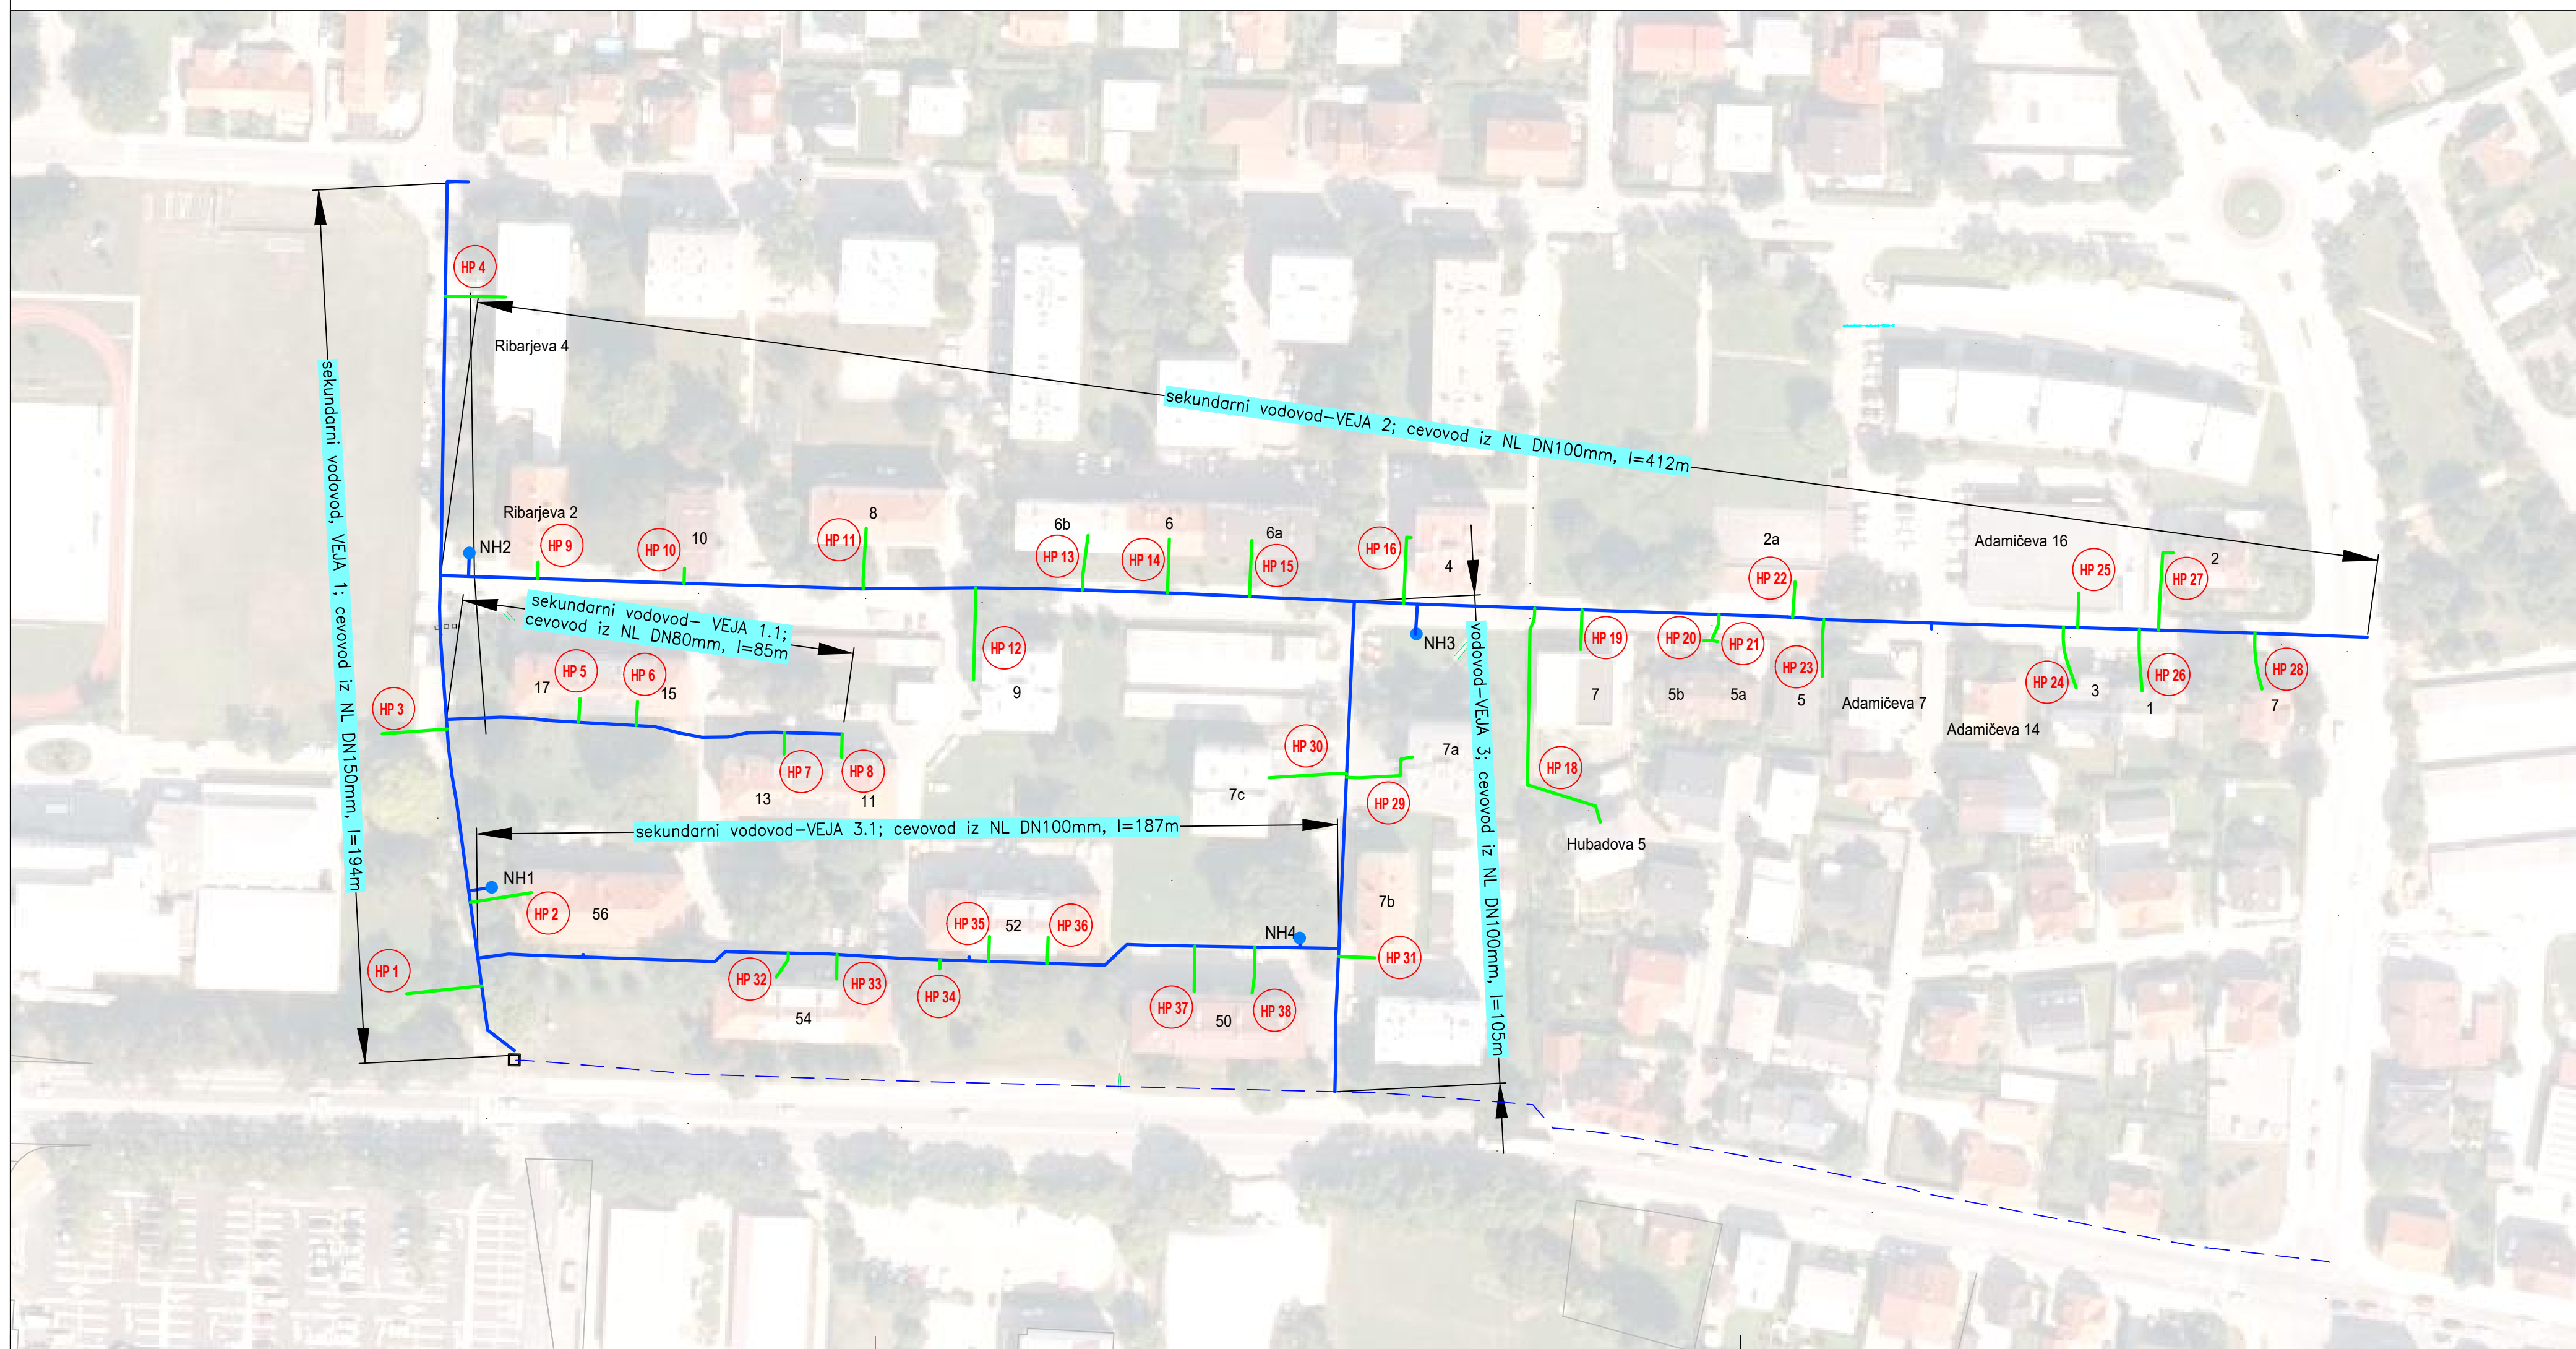 HP 4
Ribarjeva 4
sekundarni vodovod, VEJA 1; cevovod iz NL DN150mm, l=194m
sekundarni vodovod-VEJA 2; cevovod iz NL DN100mm, l=412m
Ribarjeva 2
NH2
HP 9
HP 10
10
HP 11
8
6b
HP 13
HP 14
6
6a
HP 15
HP 16
4
2a
HP 22
Adamičeva 16
HP 25
HP 27
2
sekundarni vodovod- VEJA 1.1;
cevovod iz NL DN80mm, l=85m
HP 12
9
NH3
HP 19
7
HP 20
HP 21
5b
5a
HP 23
5
Adamičeva 7
Adamičeva 14
HP 24
3
HP 26
1
HP 28
7
17
HP 5
HP 6
15
HP 3
HP 7
HP 8
13
11
HP 30
7a
7c
HP 29
HP 18
Hubadova 5
vodovod-VEJA 3; cevovod iz NL DN100mm, l=105m
sekundarni vodovod-VEJA 3.1; cevovod iz NL DN100mm, l=187m
NH1
HP 2
56
HP 35
52
HP 36
NH4
7b
HP 31
HP 1
HP 32
HP 33
HP 34
HP 37
HP 38
54
50